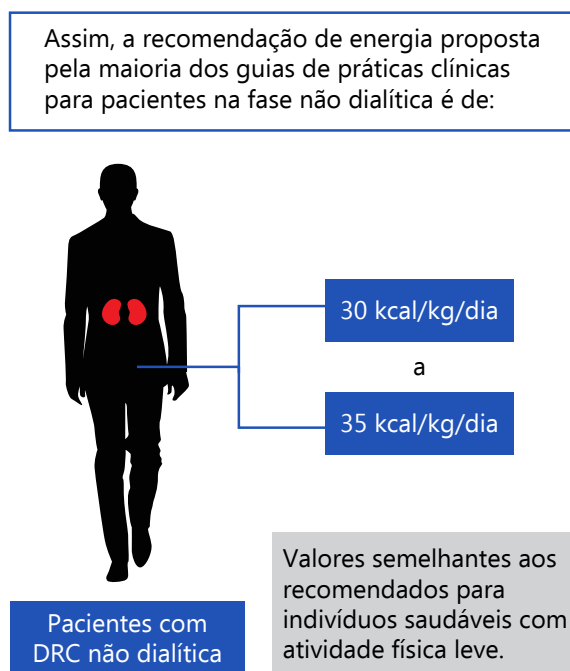 Assim, a recomendação de energia proposta
pela maioria dos guias de práticas clínicas
para pacientes na fase não dialítica é de:
30 kcal/kg/dia
a
35 kcal/kg/dia
Valores semelhantes aos
recomendados para
indivíduos saudáveis com
atividade física leve.
Pacientes com
DRC não dialítica